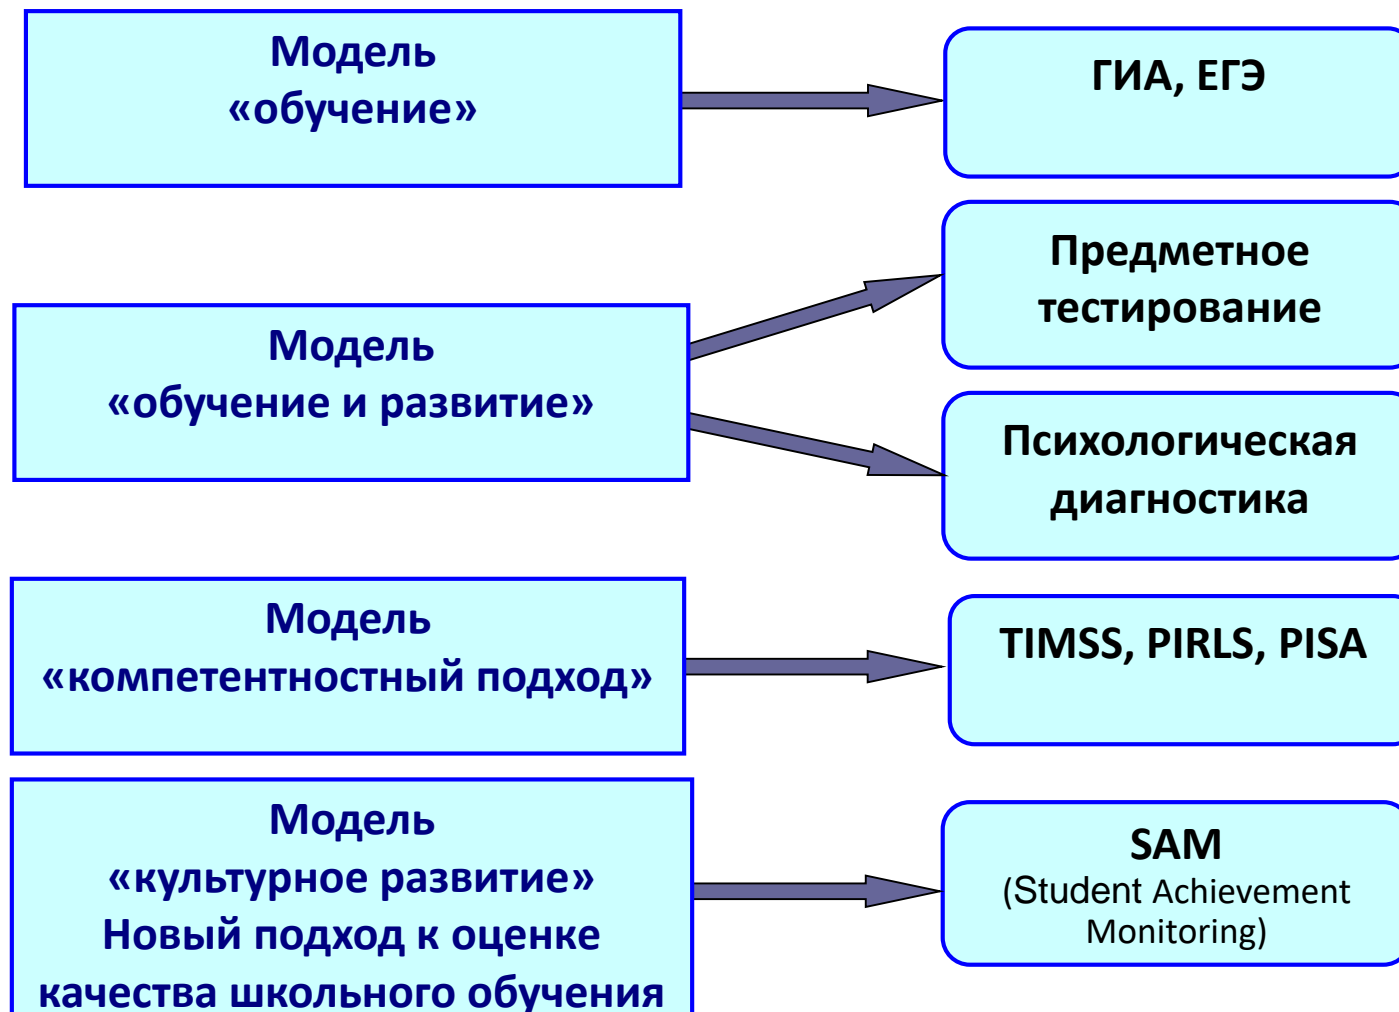 Модель
«обучение»
ГИА, ЕГЭ
Модель
«обучение и развитие»
Предметное
тестирование
Психологическая
диагностика
Модель
«компетентностный подход»
TIMSS, PIRLS, PISA
Модель
«культурное развитие»
Новый подход к оценке
качества школьного обучения
SAM
(Student Achievement
Monitoring)